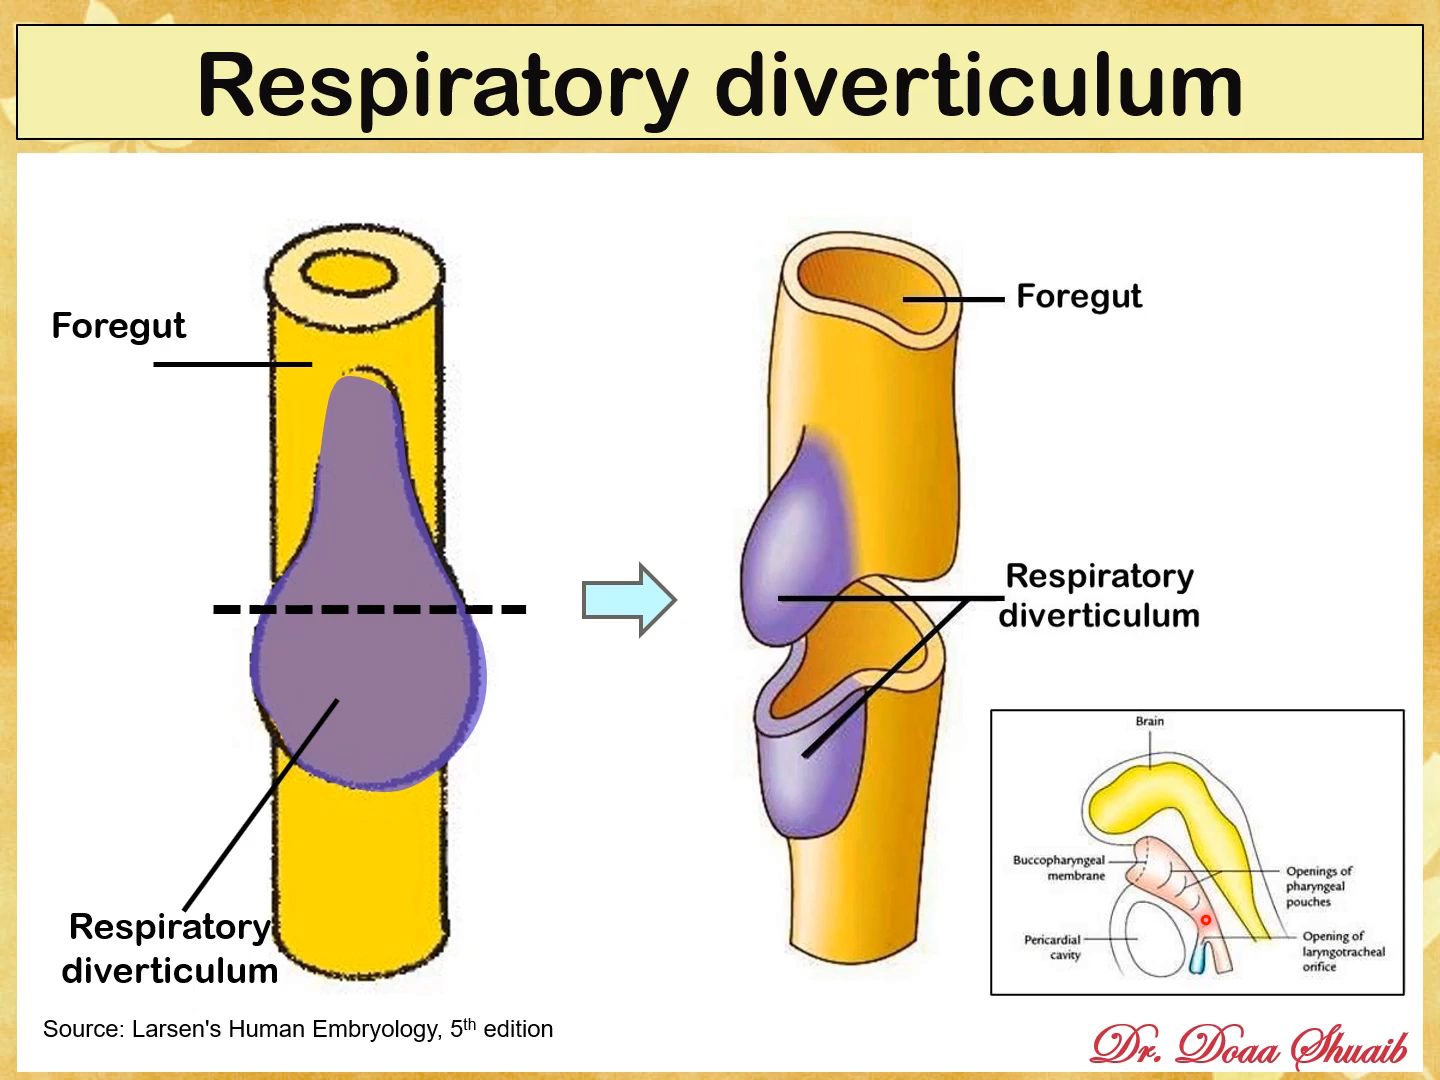 Respiratory diverticulum
Foregut
Respiratory
diverticulum
Foregut
Respiratory
diverticulum
Brain
Buccopharyngeal
membrane
Openings of
pharyngeal
pouches
Pericardial
cavity
Opening of
laryngotracheal
orifice
Source: Larsen's Human Embryology, 5th edition
Dr. Doaa Shuaib